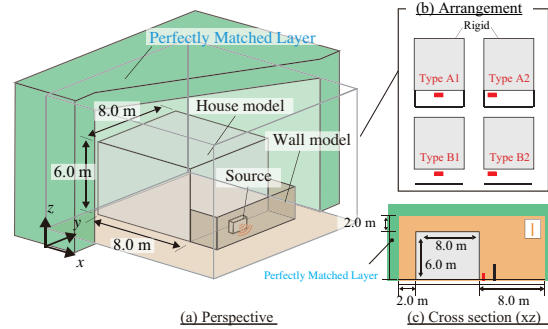 Perfectly Matched Layer
8.0 m
House model
Wall model
6.0 m
Source
z
y
x
8.0 m
(a) Perspective
(b) Arrangement
Rigid
Type A1
Type A2
Type B1
Type B2
2.0 m
8.0 m
6.0 m
Perfectly Matched Layer
2.0 m
8.0 m
(c) Cross section (xz)